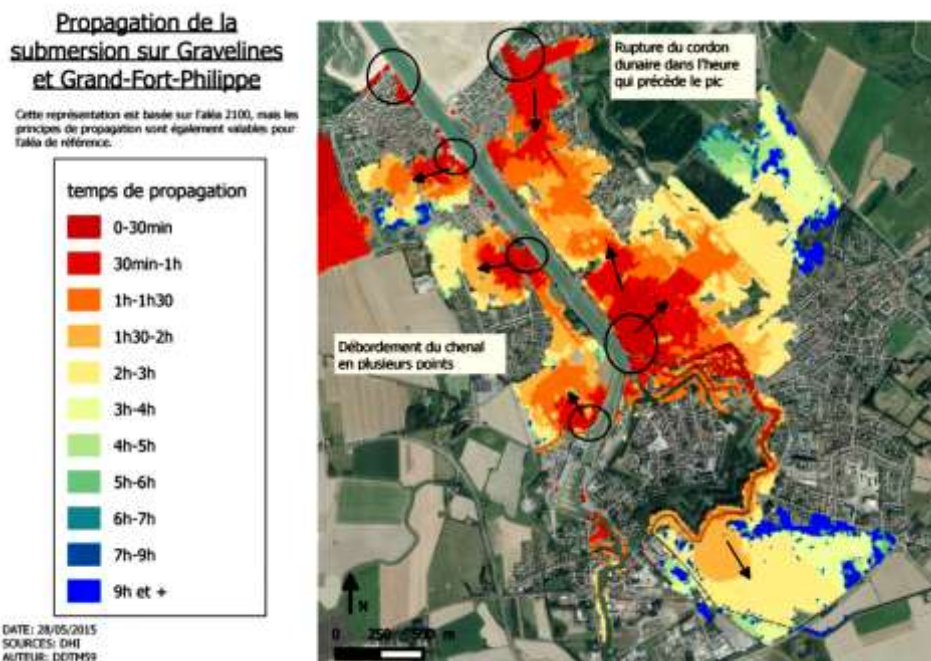 Propagation de la
submersion sur Gravelines
et Grand-Fort-Philippe
Cette représentation est basée sur l'aléa 2100, mais les
principes de propagation sont également valables pour
l'aléa de référence.
temps de propagation
0-30min
30min-1h
1h-1h30
1h30-2h
2h-3h
3h-4h
4h-5h
5h-6h
6h-7h
7h-9h
9h et +
DATE: 28/05/2015
SOURCES: DHI
AUTEUR: DDTM59
Rupture du cordon
dunaire dans l'heure
qui précède le pic
Débordement du chenal
en plusieurs points
N
0 250 500 m